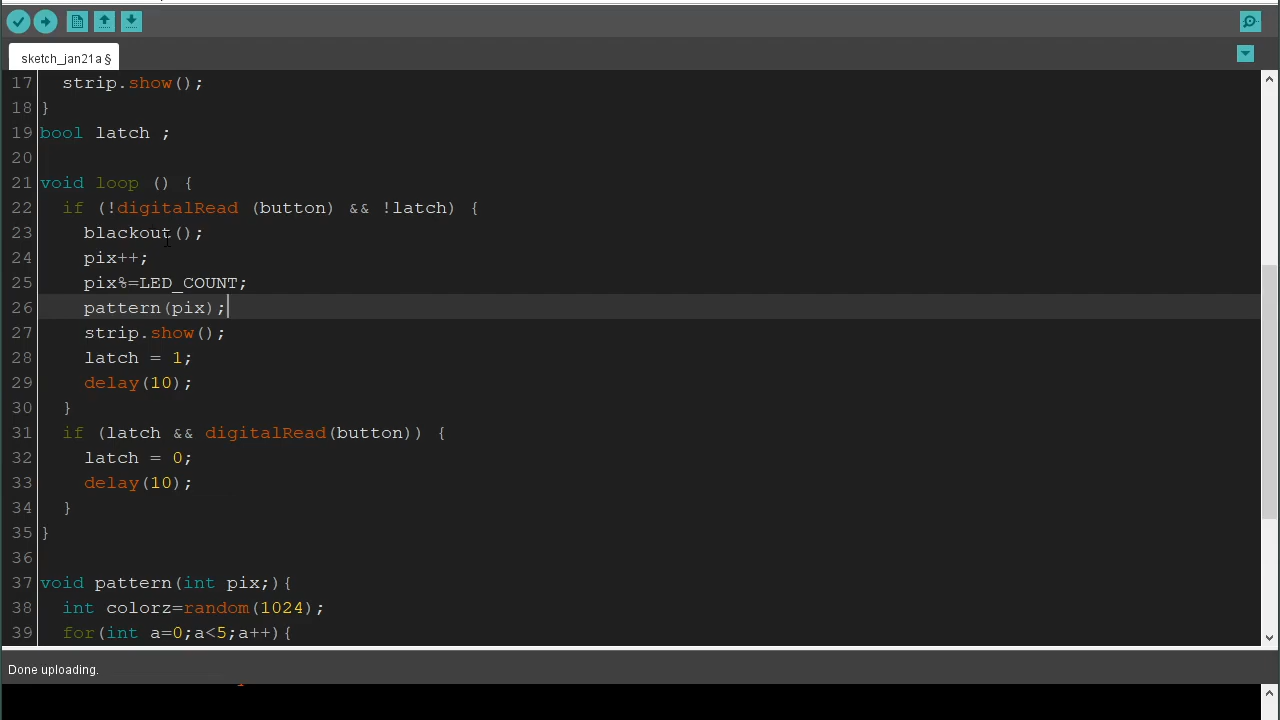 sketch_jan21a §
17   strip.show();
18 }
19 bool latch ;
20
21 void loop () {
22   if (!digitalRead (button) && !latch) {
23     blackout();
24     pix++;
25     pix%=LED_COUNT;
26     pattern(pix);
27     strip.show();
28     latch = 1;
29     delay(10);
30   }
31   if (latch && digitalRead(button)) {
32     latch = 0;
33     delay(10);
34   }
35 }
36
37 void pattern(int pix;){
38   int colorz=random(1024);
39   for(int a=0;a<5;a++){
Done uploading.